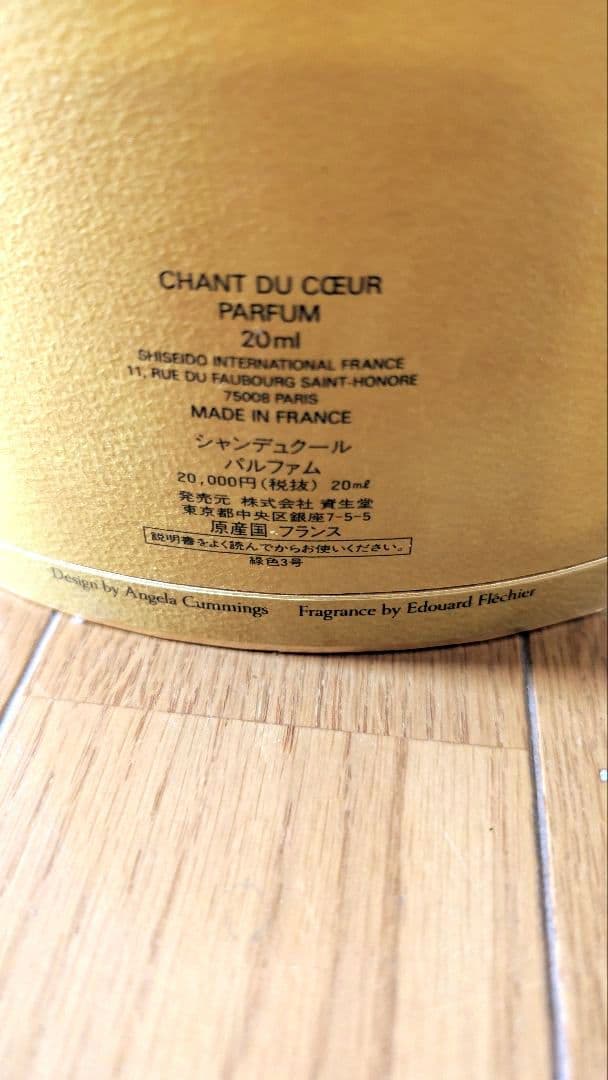 CHANT DU CŒUR
PARFUM
20ml
SHISEIDO INTERNATIONAL FRANCE
11, RUE DU FAUBOURG SAINT-HONORE
75008 PARIS
MADE IN FRANCE
シャンデュクール
パルファム
20,000円(税抜) 20mℓ
発売元 株式会社 資生堂
東京都中央区銀座7-5-5
原産国 フランス
説明書をよく読んでからお使いください。
緑色3号
Design by Angela Cummings Fragrance by Edouard Fléchier